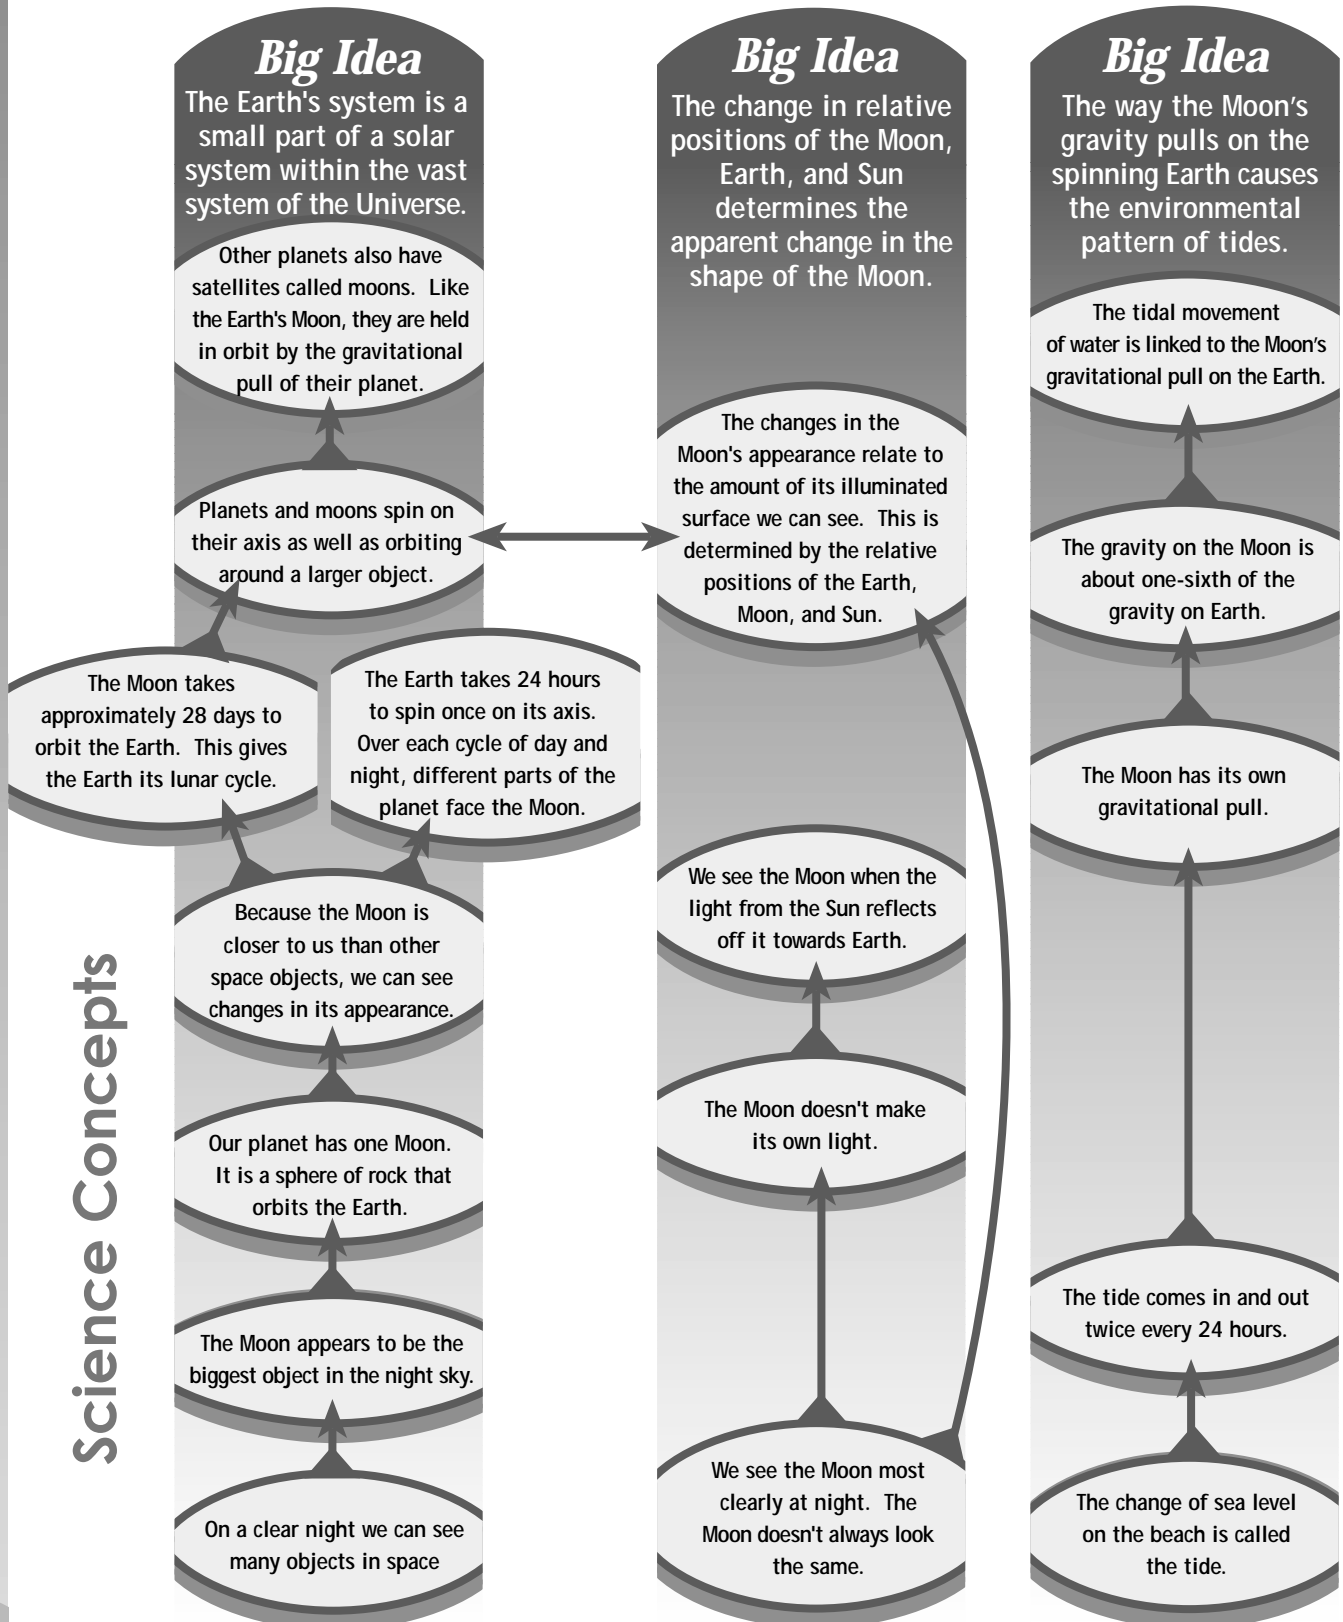 Science Concepts
Big Idea
The Earth's system is a
small part of a solar
system within the vast
system of the Universe.
Other planets also have
satellites called moons. Like
the Earth's Moon, they are held
in orbit by the gravitational
pull of their planet.
Planets and moons spin on
their axis as well as orbiting
around a larger object.
The Moon takes
approximately 28 days to
orbit the Earth. This gives
the Earth its lunar cycle.
The Earth takes 24 hours
to spin once on its axis.
Over each cycle of day and
night, different parts of the
planet face the Moon.
Because the Moon is
closer to us than other
space objects, we can see
changes in its appearance.
Our planet has one Moon.
It is a sphere of rock that
orbits the Earth.
The Moon appears to be the
biggest object in the night sky.
On a clear night we can see
many objects in space
Big Idea
The change in relative
positions of the Moon,
Earth, and Sun
determines the
apparent change in the
shape of the Moon.
The changes in the
Moon's appearance relate to
the amount of its illuminated
surface we can see. This is
determined by the relative
positions of the Earth,
Moon, and Sun.
We see the Moon when the
light from the Sun reflects
off it towards Earth.
The Moon doesn't make
its own light.
We see the Moon most
clearly at night. The
Moon doesn't always look
the same.
Big Idea
The way the Moon’s
gravity pulls on the
spinning Earth causes
the environmental
pattern of tides.
The tidal movement
of water is linked to the Moon's
gravitational pull on the Earth.
The gravity on the Moon is
about one-sixth of the
gravity on Earth.
The Moon has its own
gravitational pull.
The tide comes in and out
twice every 24 hours.
The change of sea level
on the beach is called
the tide.